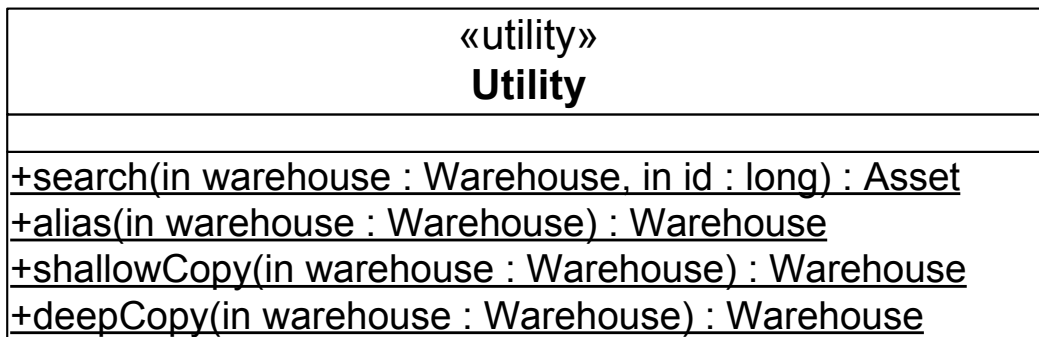 «utility»
Utility
+search(in warehouse : Warehouse, in id : long) : Asset
+alias(in warehouse : Warehouse) : Warehouse
+shallowCopy(in warehouse : Warehouse) : Warehouse
+deepCopy(in warehouse : Warehouse) : Warehouse